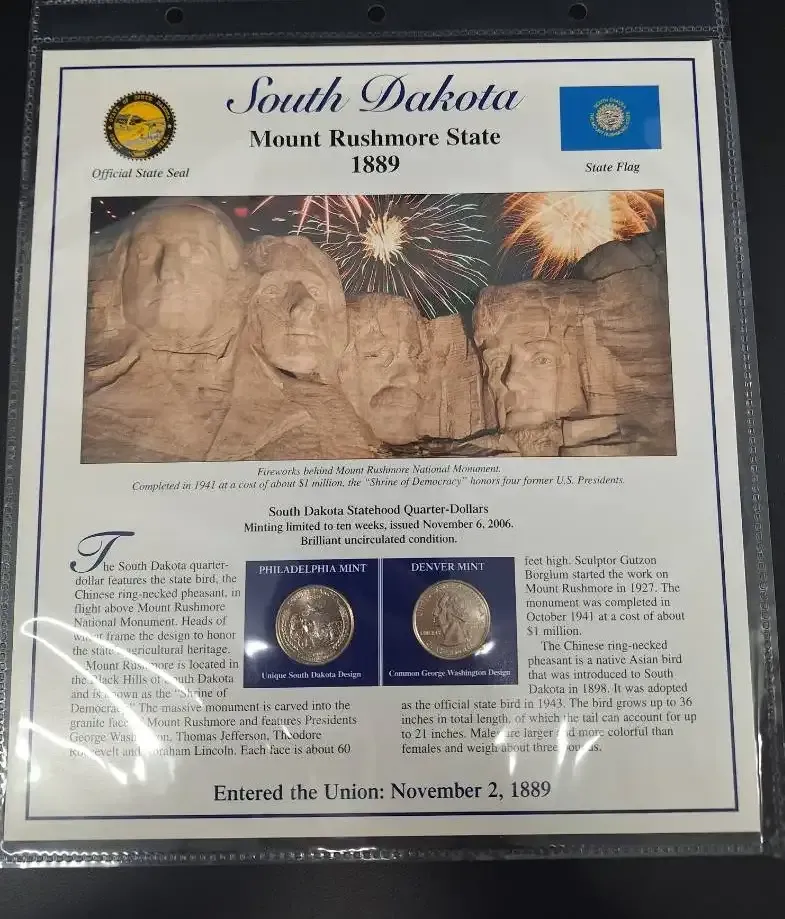 South Dakota
Mount Rushmore State
1889
Official State Seal
State Flag
Fireworks behind Mount Rushmore National Monument.
Completed in 1941 at a cost of about $1 million, the "Shrine of Democracy" honors four former U.S. Presidents.
South Dakota Statehood Quarter-Dollars
Minting limited to ten weeks, issued November 6, 2006.
Brilliant uncirculated condition.
The South Dakota quarter-
dollar features the state bird, the
Chinese ring-necked pheasant, in
flight above Mount Rushmore
National Monument. Heads of
wheat frame the design to honor
the state's agricultural heritage.
Mount Rushmore is located in
the Black Hills of South Dakota
and is known as the "Shrine of
Democracy." The massive monument is carved into the
granite face of Mount Rushmore and features Presidents
George Washington, Thomas Jefferson, Theodore
Roosevelt and Abraham Lincoln. Each face is about 60
PHILADELPHIA MINT
Unique South Dakota Design
DENVER MINT
Common George Washington Design
feet high. Sculptor Gutzon
Borglum started the work on
Mount Rushmore in 1927. The
monument was completed in
October 1941 at a cost of about
$1 million.
The Chinese ring-necked
pheasant is a native Asian bird
that was introduced to South
Dakota in 1898. It was adopted
as the official state bird in 1943. The bird grows up to 36
inches in total length, of which the tail can account for up
to 21 inches. Males are larger and more colorful than
females and weigh about three pounds.
Entered the Union: November 2, 1889